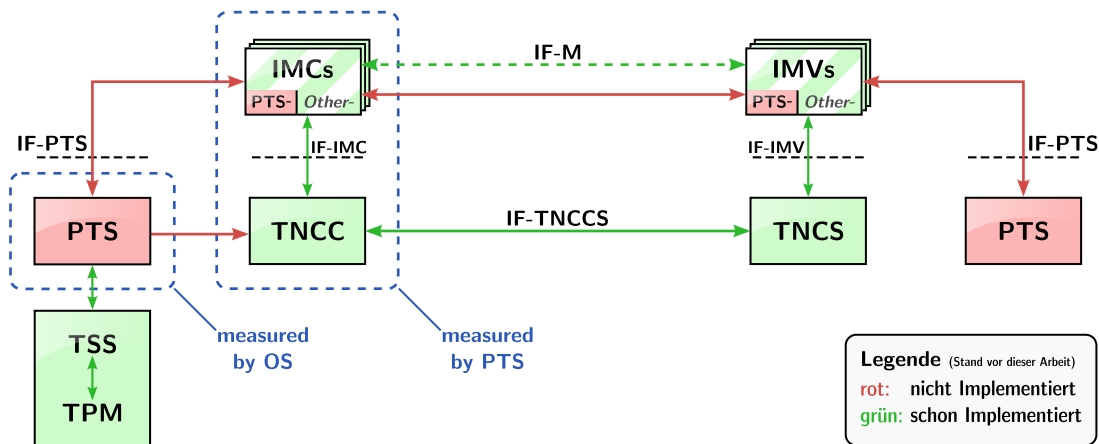 IMCs
PTS-
Other-
IF-M
IMVs
PTS-
Other-
IF-PTS
IF-IMC
IF-IMV
IF-PTS
PTS
TNCC
IF-TNCCS
TNCS
PTS
TSS
TPM
measured
by OS
measured
by PTS
Legende (Stand vor dieser Arbeit)
rot: nicht Implementiert
grün: schon Implementiert